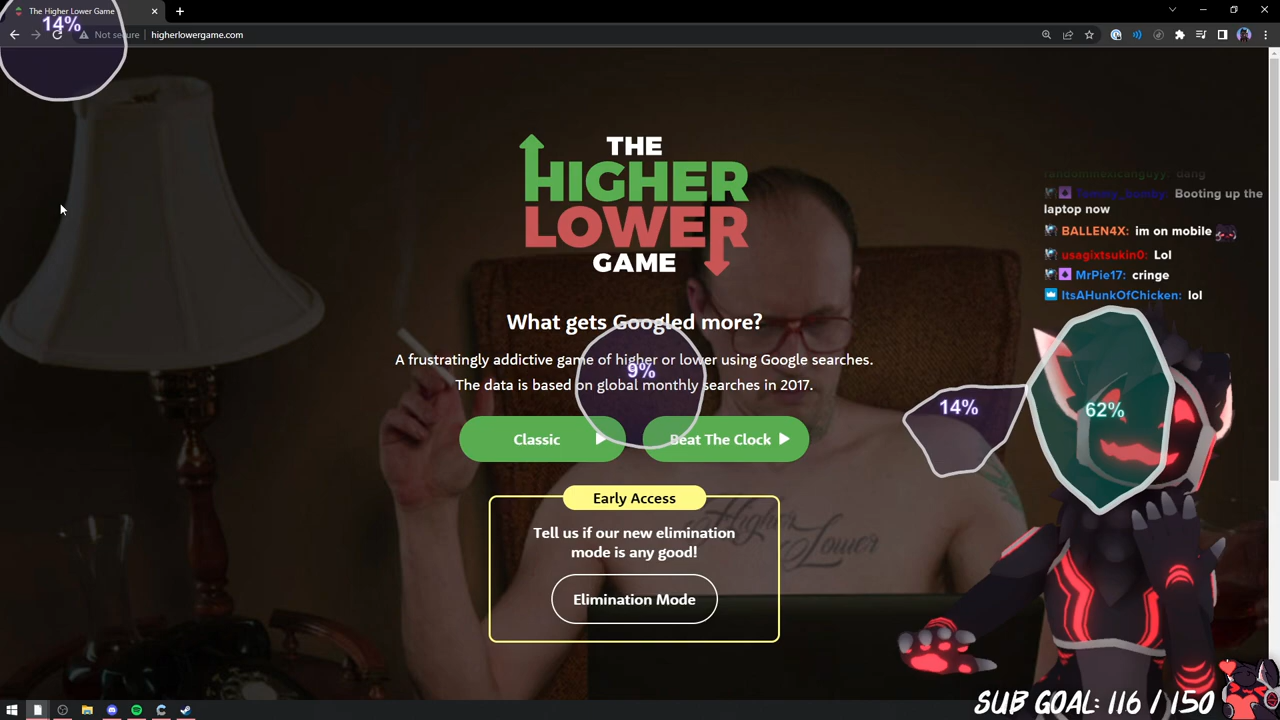 The Higher Lower Game
14%
Not secure
higherlowergame.com
THE
HIGHER
LOWER
GAME
What gets Googled more?
A frustratingly addictive game of higher or lower using Google searches.
The data is based on global monthly searches in 2017.
9%
Classic
Beat The Clock
Early Access
Tell us if our new elimination
mode is any good!
Elimination Mode
Higher
Lower
Booting up the
laptop now
BALLEN4X: im on mobile
usagixtsukin0: Lol
MrPie17: cringe
ItsAHunkOfChicken: lol
14%
62%
SUB GOAL: 116 / 150